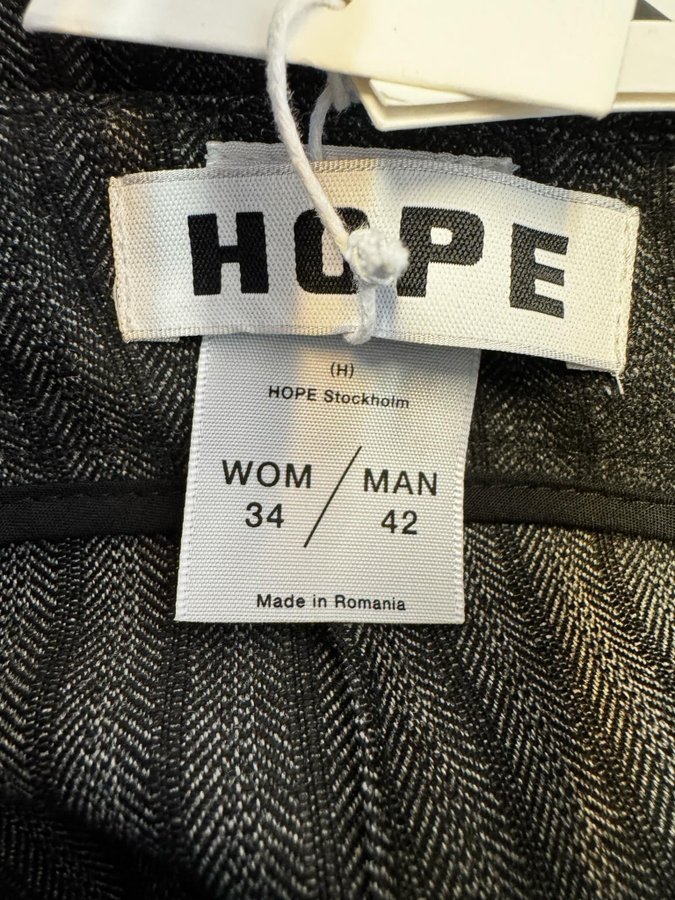 HOPE
(H)
HOPE Stockholm
WOM / MAN
34 / 42
Made in Romania